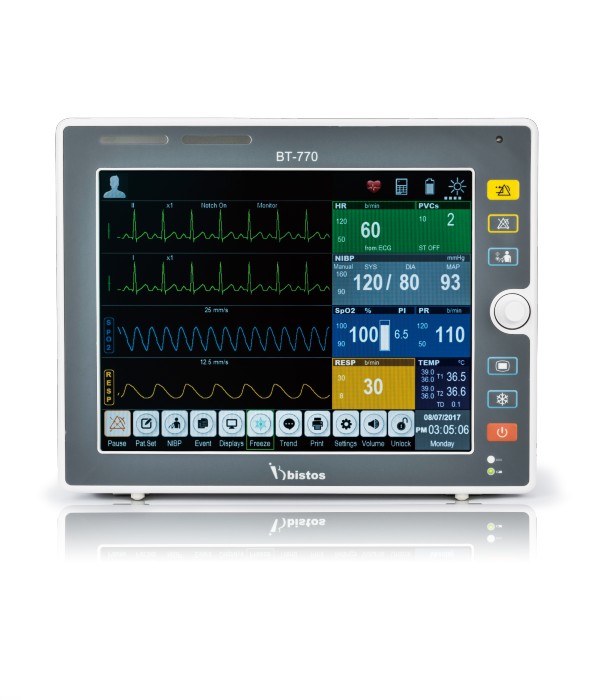 BT-770
II x1 Notch On Monitor
HR b/min PVCs
120 60 10 2
50 from ECG ST OFF
I x1
NIBP mmHg
Manual SYS DIA MAP
160 120 / 80 93
90
25 mm/s
SpO2 % PI PR b/min
SPO2
100 100 6.5 120 110
90 50
12.5 mm/s
RESP b/min TEMP °C
RESP
30 30 39.0 T1 36.5
36.0
8 39.0 T2 36.6
36.0
TD 0.1
08/07/2017
PM 03:05:06
Monday
Pause Pat.Set NIBP Event Displays Freeze Trend Print Settings Volume Unlock
bistos